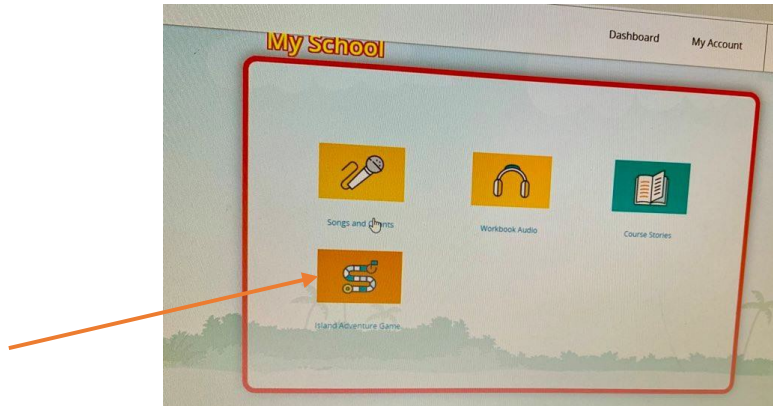 My School
Dashboard
My Account
Songs and Chants
Workbook Audio
Course Stories
Island Adventure Game